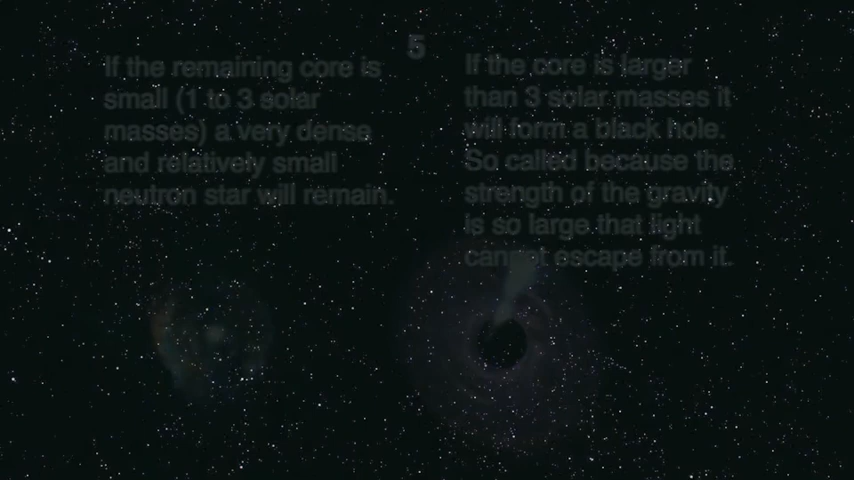 5
If the remaining core is
small (1 to 3 solar
masses) a very dense
and relatively small
neutron star will remain.
If the core is larger
than 3 solar masses it
will form a black hole.
So called because the
strength of the gravity
is so large that light
cannot escape from it.